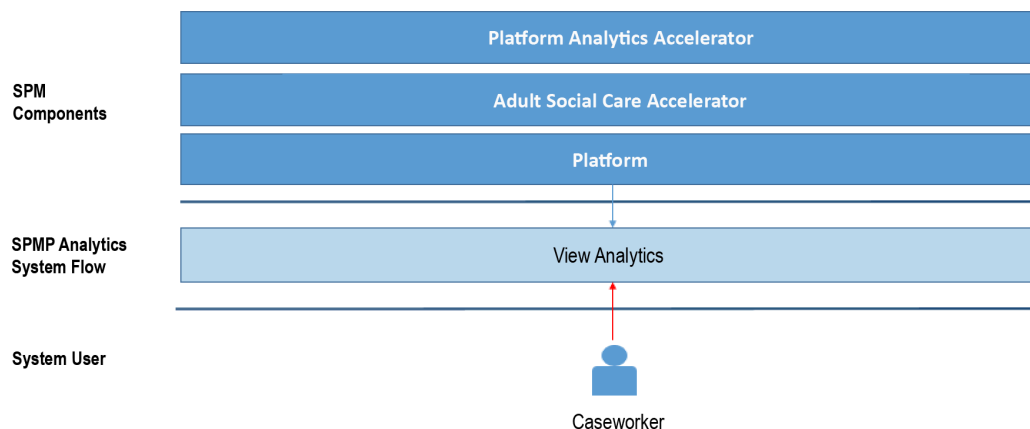 Platform Analytics Accelerator
SPM
Components
Adult Social Care Accelerator
Platform
SPMP Analytics
System Flow
View Analytics
System User
Caseworker